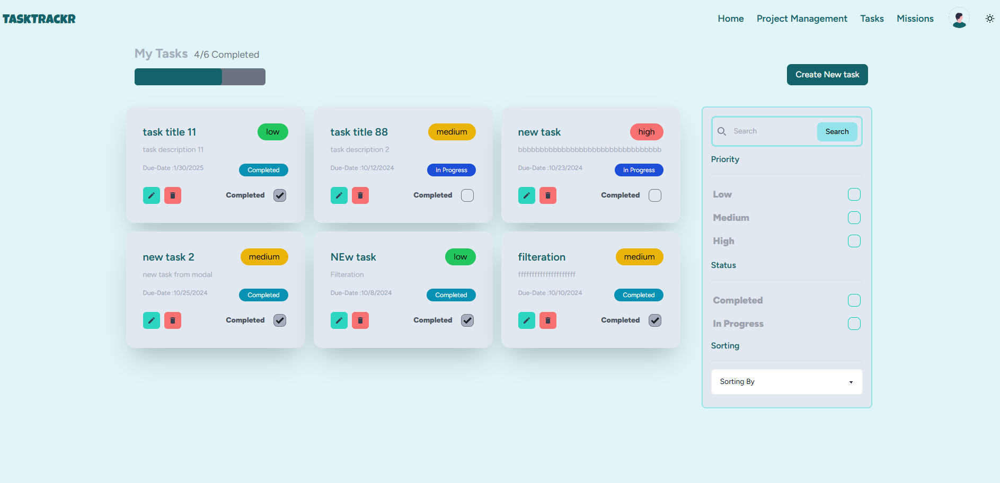 TASKTRACKR
Home Project Management Tasks Missions
My Tasks 4/6 Completed
Create New task
task title 11 low
task description 11
Due-Date :1/30/2025 Completed
Completed
task title 88 medium
task description 2
Due-Date :10/12/2024 In Progress
Completed
new task high
bbbbbbbbbbbbbbbbbbbbbbbbbbbbbbbbb
Due-Date :10/23/2024 In Progress
Completed
new task 2 medium
new task from modal
Due-Date :10/25/2024 Completed
Completed
NEw task low
Filteration
Due-Date :10/8/2024 Completed
Completed
filteration medium
fffffffffffffffffffff
Due-Date :10/10/2024 Completed
Completed
Search Search
Priority
Low
Medium
High
Status
Completed
In Progress
Sorting
Sorting By